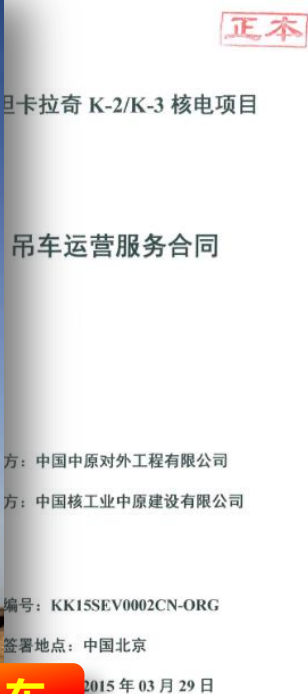 正本
卡拉奇 K-2/K-3 核电项目
吊车运营服务合同
方：中国中原对外工程有限公司
方：中国核工业中原建设有限公司
编号：KK15SEV0002CN-ORG
签署地点：中国北京
2015 年 03 月 29 日